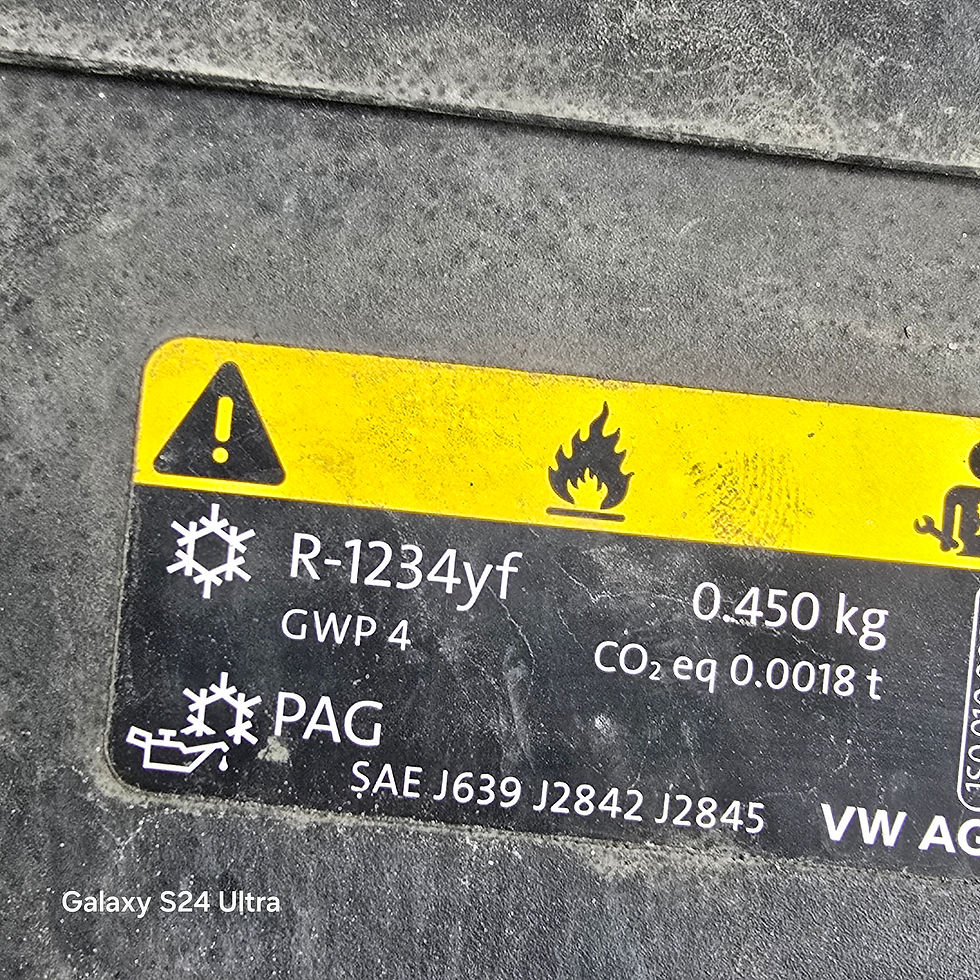 R-1234yf
0.450 kg
GWP 4
CO₂ eq 0.0018 t
PAG
SAE J639 J2842 J2845
VW AG
Galaxy S24 Ultra